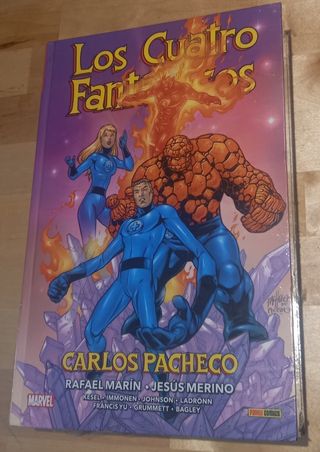 Los Cuatro
Fantásticos
CARLOS PACHECO
RAFAEL MARÍN • JESÚS MERINO
KESEL • IMMONEN • JOHNSON • LADRONN
FRANCIS YU • GRUMMETT • BAGLEY
MARVEL
PANINI COMICS